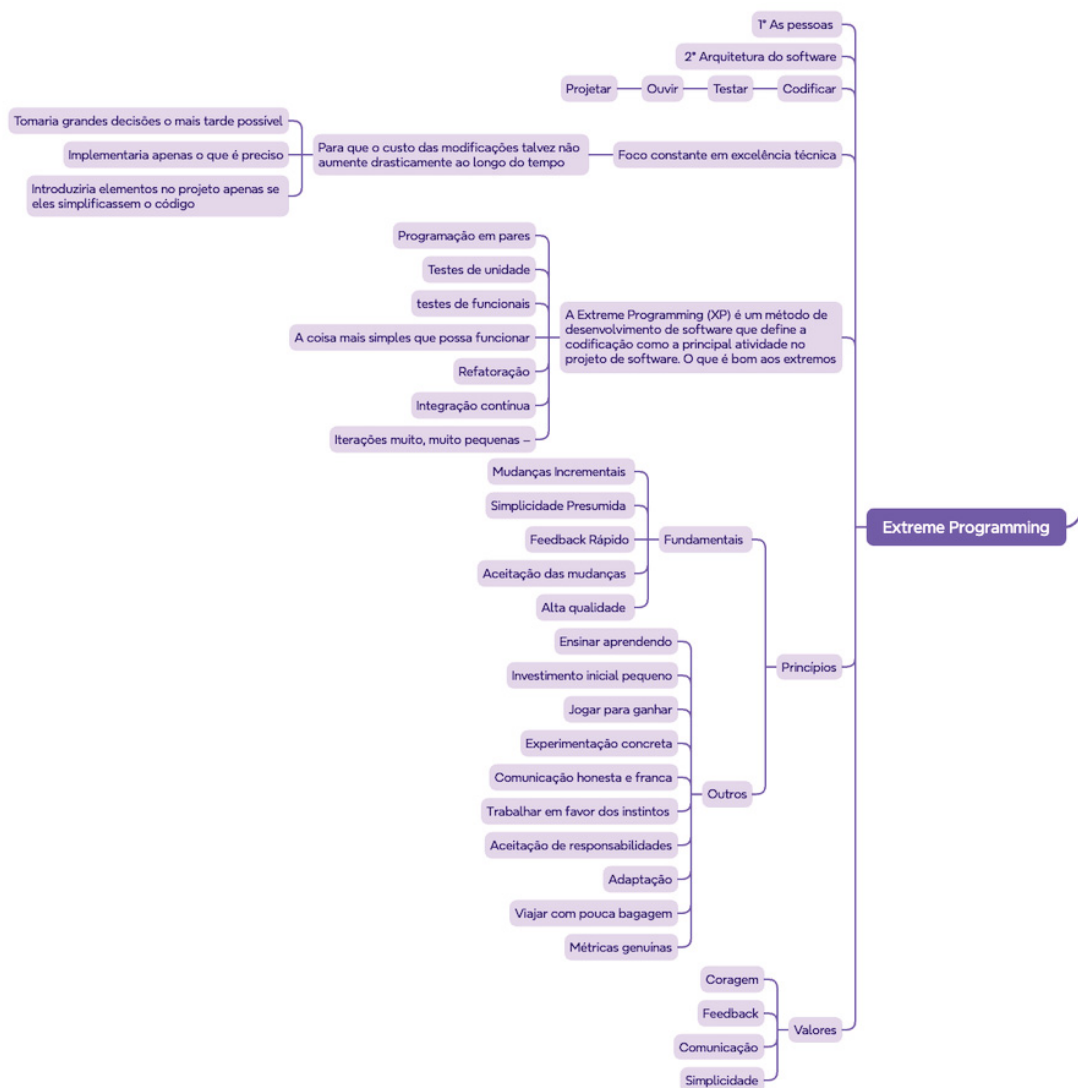 1° As pessoas
2° Arquitetura do software
Projetar
Ouvir
Testar
Codificar
Tomaria grandes decisões o mais tarde possível
Implementaria apenas o que é preciso
Introduziria elementos no projeto apenas se
eles simplificassem o código
Para que o custo das modificações talvez não
aumente drasticamente ao longo do tempo
Foco constante em excelência técnica
Programação em pares
Testes de unidade
testes de funcionais
A coisa mais simples que possa funcionar
Refatoração
Integração contínua
Iterações muito, muito pequenas –
A Extreme Programming (XP) é um método de
desenvolvimento de software que define a
codificação como a principal atividade no
projeto de software. O que é bom aos extremos
Extreme Programming
Mudanças Incrementais
Simplicidade Presumida
Feedback Rápido
Aceitação das mudanças
Alta qualidade
Fundamentais
Ensinar aprendendo
Investimento inicial pequeno
Jogar para ganhar
Experimentação concreta
Comunicação honesta e franca
Trabalhar em favor dos instintos
Aceitação de responsabilidades
Adaptação
Viajar com pouca bagagem
Métricas genuínas
Outros
Princípios
Coragem
Feedback
Comunicação
Simplicidade
Valores